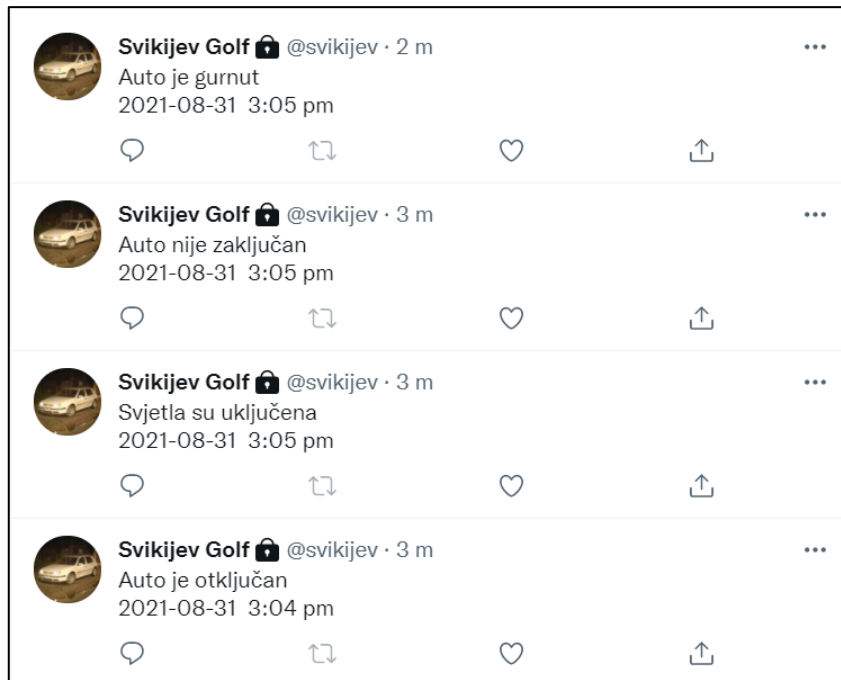 Svikijev Golf @svikijev · 2 m
Auto je gurnut
2021-08-31 3:05 pm
Svikijev Golf @svikijev · 3 m
Auto nije zaključan
2021-08-31 3:05 pm
Svikijev Golf @svikijev · 3 m
Svjetla su uključena
2021-08-31 3:05 pm
Svikijev Golf @svikijev · 3 m
Auto je otključan
2021-08-31 3:04 pm